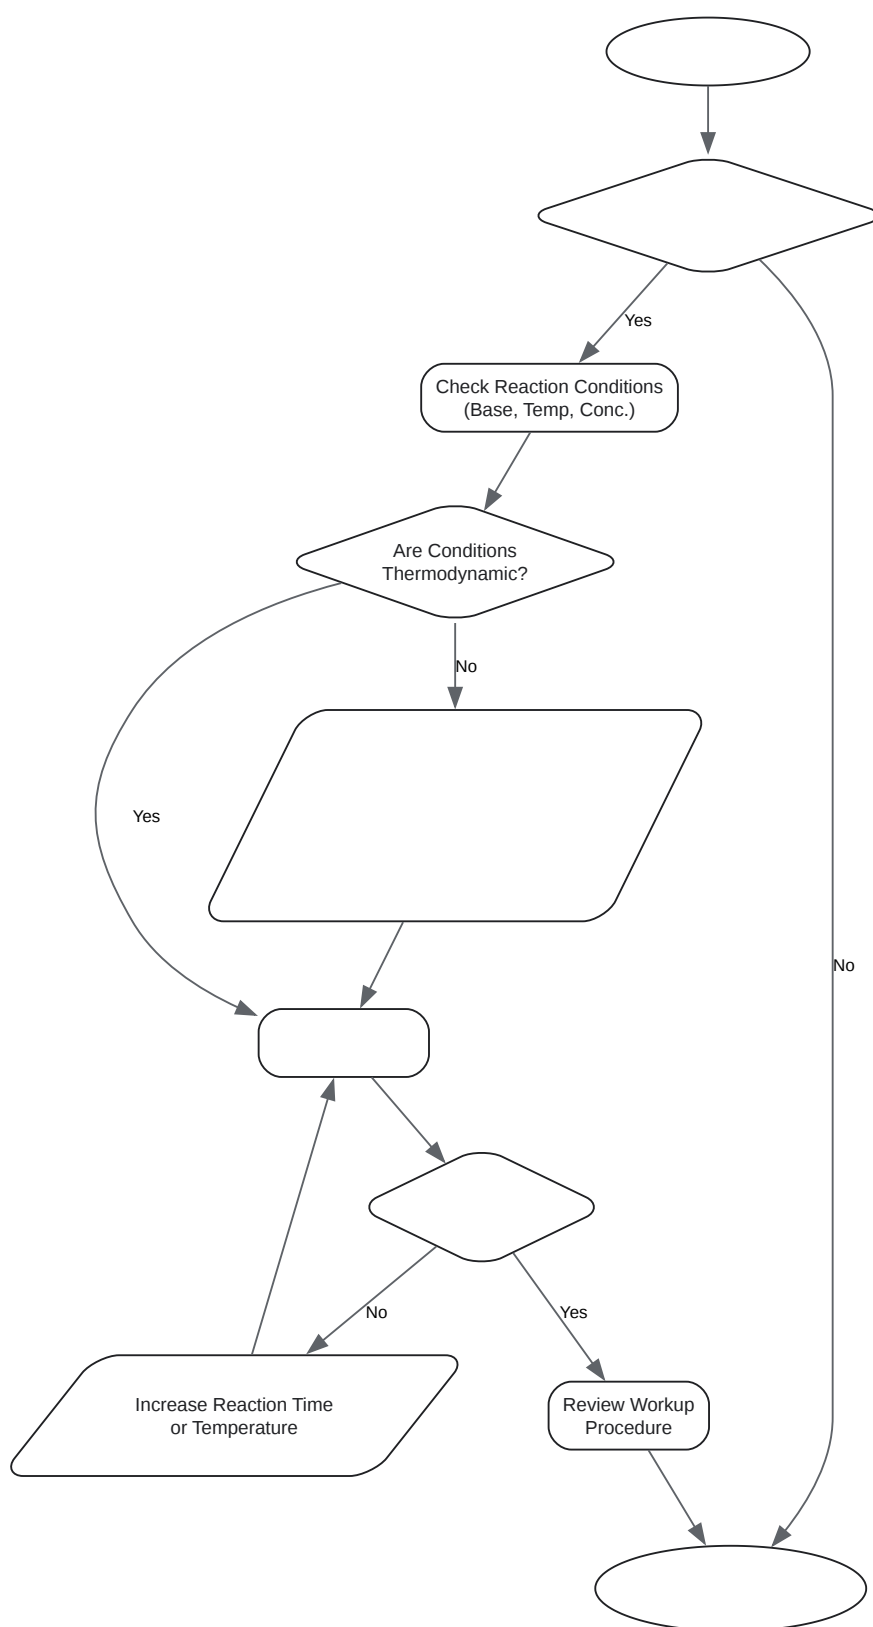 Yes
Check Reaction Conditions
(Base, Temp, Conc.)
Are Conditions
Thermodynamic?
No
Yes
No
No
Yes
Increase Reaction Time
or Temperature
Review Workup
Procedure